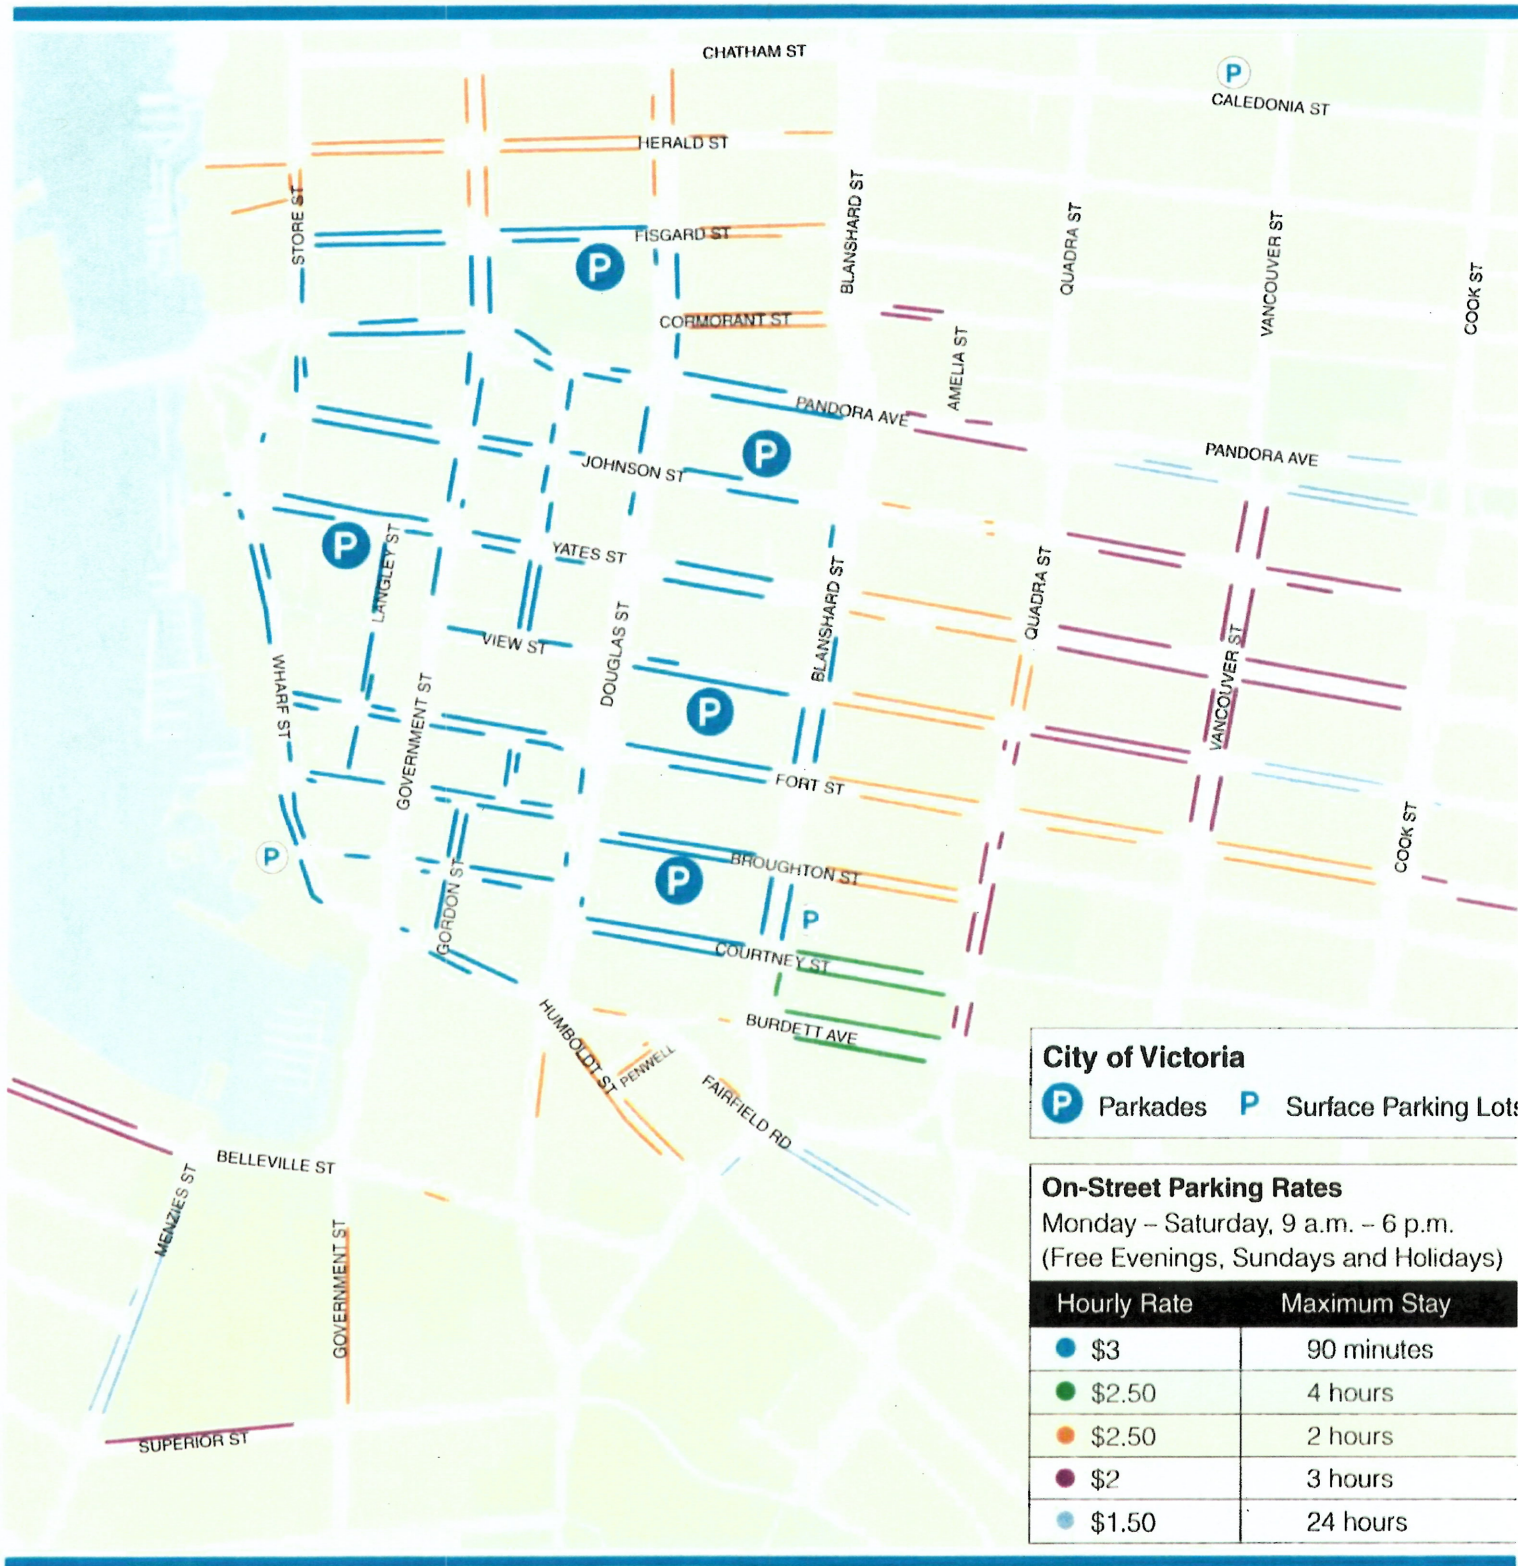 CHATHAM ST
P
CALEDONIA ST
HERALD ST
STORE ST
BLANSHARD ST
QUADRA ST
VANCOUVER ST
COOK ST
FISGARD ST
P
CORMORANT ST
AMELIA ST
PANDORA AVE
P
PANDORA AVE
JOHNSON ST
P
LANGLEY ST
YATES ST
BLANSHARD ST
QUADRA ST
VIEW ST
DOUGLAS ST
WHARF ST
GOVERNMENT ST
VANCOUVER ST
P
FORT ST
COOK ST
P
BROUGHTON ST
P
GORDON ST
P
COURTNEY ST
HUMBOLDT ST
BURDETT AVE
PENWELL
FAIRFIELD RD
BELLEVILLE ST
MENZIES ST
GOVERNMENT ST
SUPERIOR ST
City of Victoria
P Parkades P Surface Parking Lots
On-Street Parking Rates
Monday – Saturday, 9 a.m. – 6 p.m.
(Free Evenings, Sundays and Holidays)
Hourly Rate Maximum Stay
$3 90 minutes
$2.50 4 hours
$2.50 2 hours
$2 3 hours
$1.50 24 hours